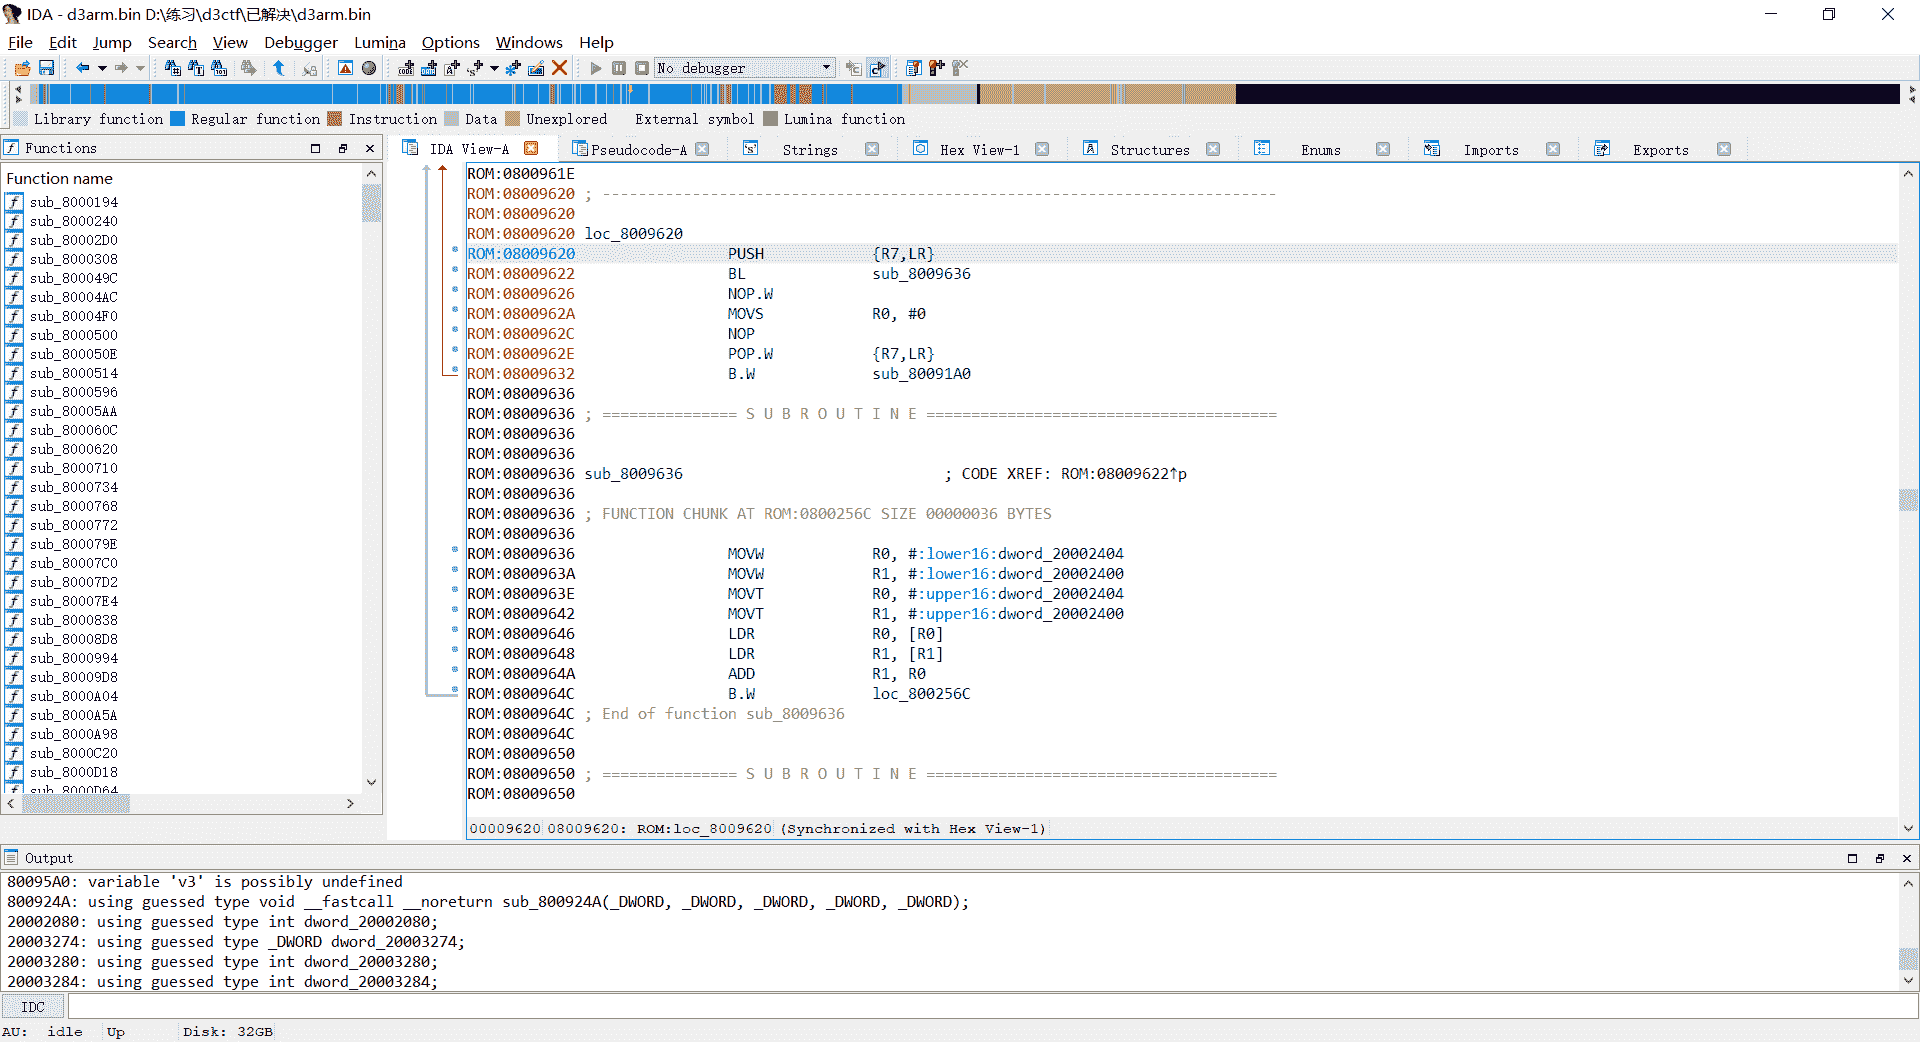 IDA - d3arm.bin D:\练习\d3ctf\已解决\d3arm.bin
File Edit Jump Search View Debugger Lumina Options Windows Help
No debugger
Library function Regular function Instruction Data Unexplored External symbol Lumina function
Functions
IDA View-A Pseudocode-A Strings Hex View-1 Structures Enums Imports Exports
Function name
sub_8000194
sub_8000240
sub_80002D0
sub_8000308
sub_800049C
sub_80004AC
sub_80004F0
sub_8000500
sub_800050E
sub_8000514
sub_8000596
sub_80005AA
sub_800060C
sub_8000620
sub_8000710
sub_8000734
sub_8000768
sub_8000772
sub_800079E
sub_80007C0
sub_80007D2
sub_80007E4
sub_8000838
sub_80008D8
sub_8000994
sub_80009D8
sub_8000A04
sub_8000A5A
sub_8000A98
sub_8000C20
sub_8000D18
sub_8000D64
ROM:0800961E
ROM:08009620 ; ---------------------------------------------------------------------------
ROM:08009620
ROM:08009620 loc_8009620
ROM:08009620 PUSH {R7,LR}
ROM:08009622 BL sub_8009636
ROM:08009626 NOP.W
ROM:0800962A MOVS R0, #0
ROM:0800962C NOP
ROM:0800962E POP.W {R7,LR}
ROM:08009632 B.W sub_80091A0
ROM:08009636
ROM:08009636 ; =============== S U B R O U T I N E =======================================
ROM:08009636
ROM:08009636
ROM:08009636 sub_8009636 ; CODE XREF: ROM:08009622↑p
ROM:08009636
ROM:08009636 ; FUNCTION CHUNK AT ROM:0800256C SIZE 00000036 BYTES
ROM:08009636
ROM:08009636 MOVW R0, #:lower16:dword_20002404
ROM:0800963A MOVW R1, #:lower16:dword_20002400
ROM:0800963E MOVT R0, #:upper16:dword_20002404
ROM:08009642 MOVT R1, #:upper16:dword_20002400
ROM:08009646 LDR R0, [R0]
ROM:08009648 LDR R1, [R1]
ROM:0800964A ADD R1, R0
ROM:0800964C B.W loc_800256C
ROM:0800964C ; End of function sub_8009636
ROM:0800964C
ROM:08009650
ROM:08009650 ; =============== S U B R O U T I N E =======================================
ROM:08009650
00009620 08009620: ROM:loc_8009620 (Synchronized with Hex View-1)
Output
80095A0: variable 'v3' is possibly undefined
800924A: using guessed type void __fastcall __noreturn sub_800924A(_DWORD, _DWORD, _DWORD, _DWORD, _DWORD);
20002080: using guessed type int dword_20002080;
20003274: using guessed type _DWORD dword_20003274;
20003280: using guessed type int dword_20003280;
20003284: using guessed type int dword_20003284;
IDC
AU: idle Up Disk: 32GB